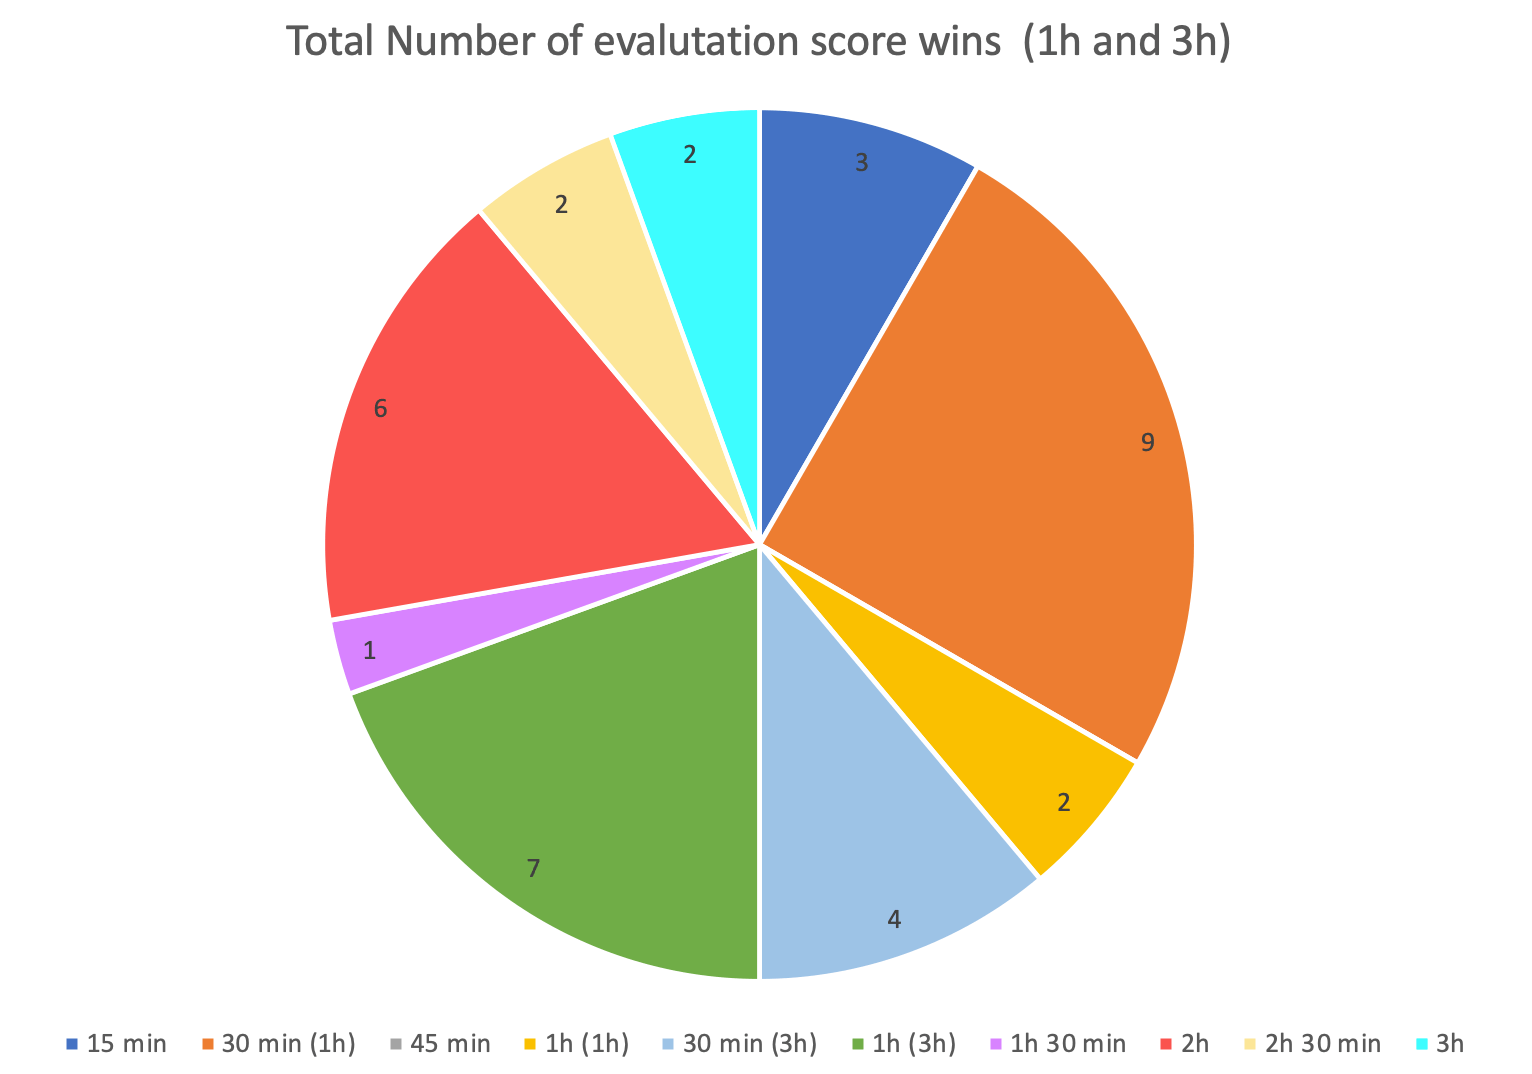 Total Number of evalutation score wins  (1h and 3h)
2
3
2
6
9
1
2
7
4
15 min
30 min (1h)
45 min
1h (1h)
30 min (3h)
1h (3h)
1h 30 min
2h
2h 30 min
3h